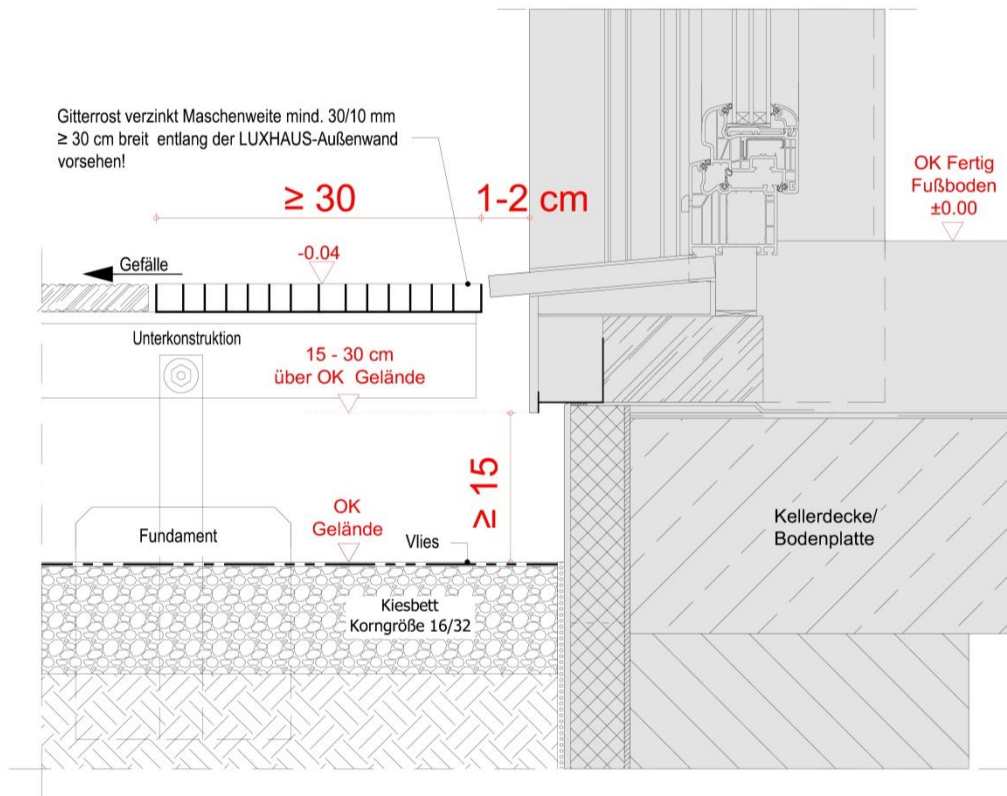 Gitterrost verzinkt Maschenweite mind. 30/10 mm
≥ 30 cm breit entlang der LUXHAUS-Außenwand
vorsehen!
≥ 30
1-2 cm
OK Fertig
Fußboden
±0.00
-0.04
Gefälle
Unterkonstruktion
15 - 30 cm
über OK Gelände
≥ 15
OK
Gelände
Vlies
Fundament
Kellerdecke/
Bodenplatte
Kiesbett
Korngröße 16/32